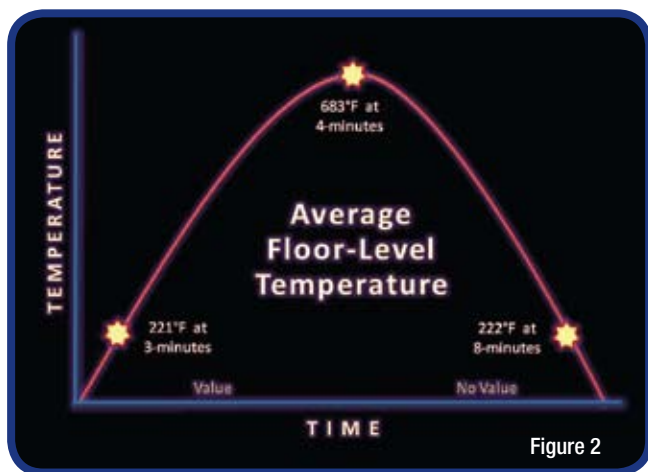 683°F at
4-minutes
TEMPERATURE
Average
Floor-Level
Temperature
221°F at
3-minutes
222°F at
8-minutes
Value
No Value
TIME
Figure 2